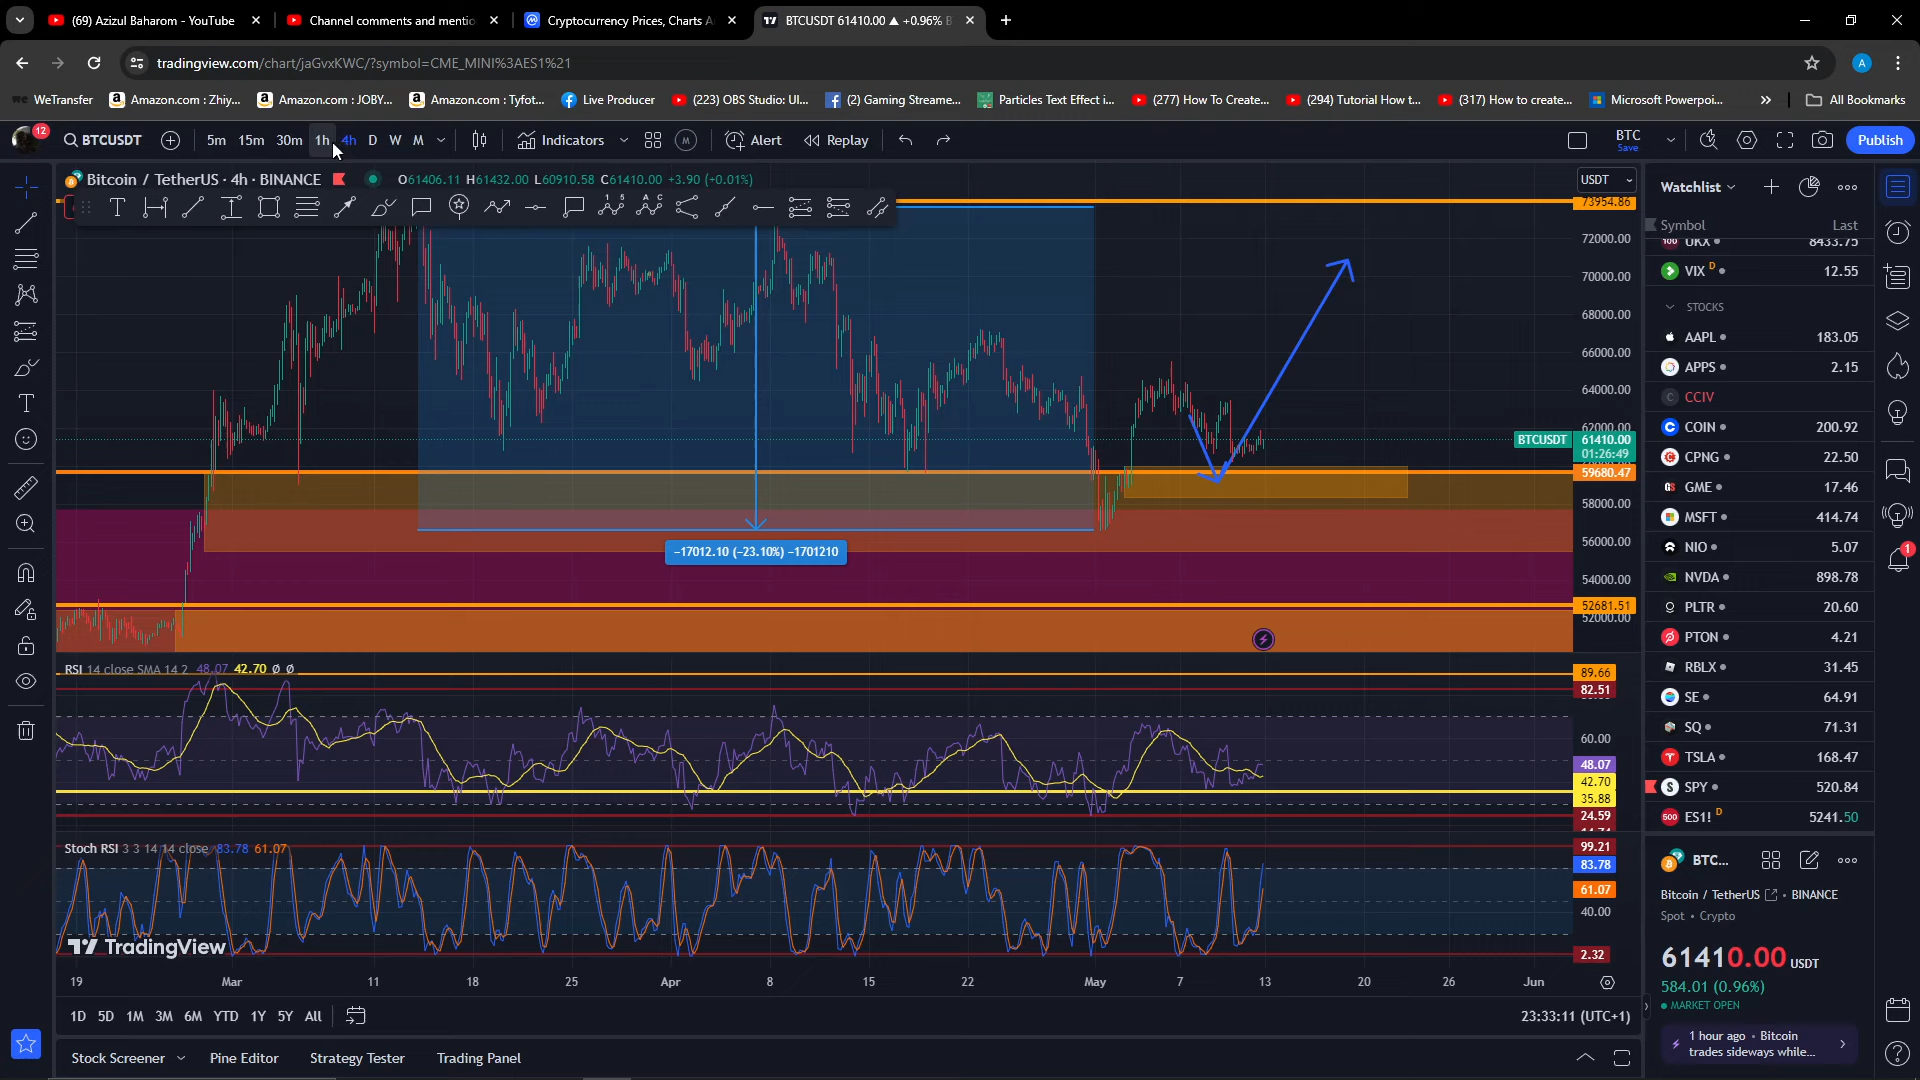 (69) Azizul Baharom - YouTube
Channel comments and mentio
Cryptocurrency Prices, Charts A
BTCUSDT 61410.00 ▲ +0.96% B
tradingview.com/chart/jaGvxKWC/?symbol=CME_MINI%3AES1%21
A
WeTransfer
Amazon.com : Zhiy...
Amazon.com : JOBY...
Amazon.com : Tyfot...
Live Producer
(223) OBS Studio: Ul...
(2) Gaming Streame...
Particles Text Effect i...
(277) How To Create...
(294) Tutorial How t...
(317) How to create...
Microsoft Powerpoi...
All Bookmarks
12
BTCUSDT
5m 15m 30m 1h 4h D W M
Indicators
M
Alert
Replay
BTC
Save
Publish
Bitcoin / TetherUS · 4h · BINANCE
O61406.11 H61432.00 L60910.58 C61410.00 +3.90 (+0.01%)
USDT
73954.86
72000.00
70000.00
68000.00
66000.00
64000.00
62000.00
BTCUSDT 61410.00
01:26:49
59680.47
58000.00
56000.00
54000.00
52681.51
52000.00
−17012.10 (−23.10%) −1701210
RSI 14 close SMA 14 2 48.07 42.70 Ø Ø
89.66
82.51
60.00
48.07
42.70
35.88
24.59
Stoch RSI 3 3 14 14 close 83.78 61.07
99.21
83.78
61.07
40.00
2.32
TradingView
19 Mar 11 18 25 Apr 8 15 22 May 7 13 20 26 Jun
1D 5D 1M 3M 6M YTD 1Y 5Y All
23:33:11 (UTC+1)
Stock Screener
Pine Editor
Strategy Tester
Trading Panel
Watchlist
Symbol Last
UKX 8433.75
VIX D 12.55
STOCKS
AAPL 183.05
APPS 2.15
CCIV
COIN 200.92
CPNG 22.50
GME 17.46
MSFT 414.74
NIO 5.07
NVDA 898.78
PLTR 20.60
PTON 4.21
RBLX 31.45
SE 64.91
SQ 71.31
TSLA 168.47
SPY 520.84
ES1! D 5241.50
BTC...
Bitcoin / TetherUS · BINANCE
Spot • Crypto
61410.00 USDT
584.01 (0.96%)
MARKET OPEN
1 hour ago • Bitcoin
trades sideways while...
1